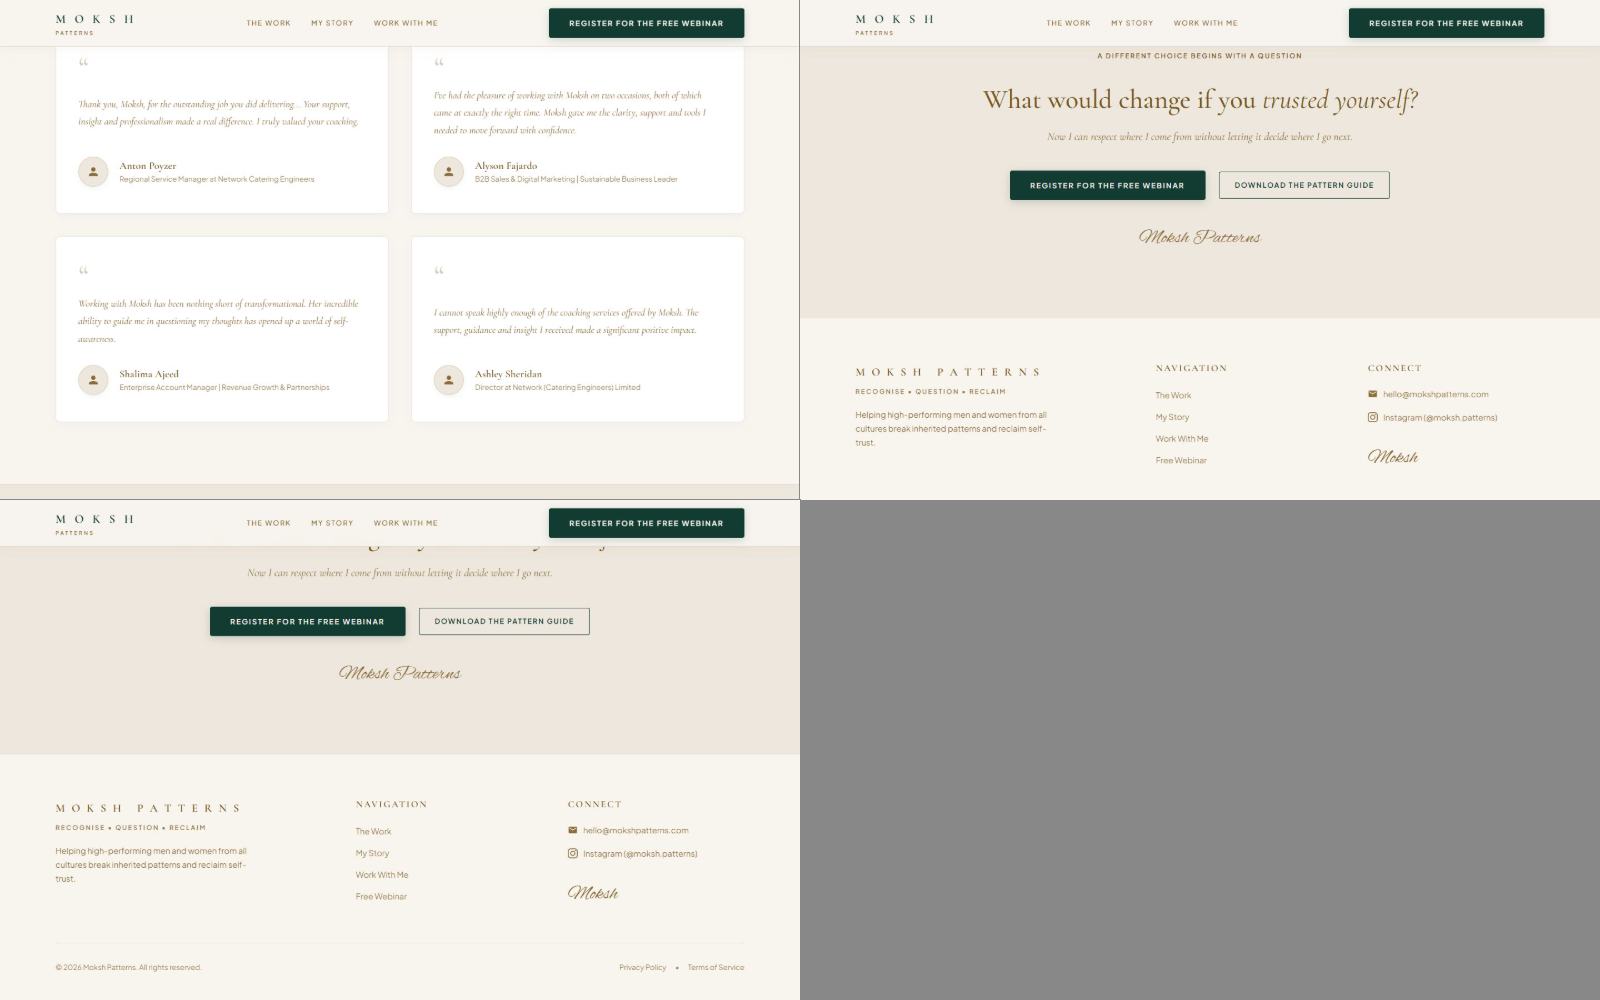 MOKSH
PATTERNS
THE WORK
MY STORY
WORK WITH ME
REGISTER FOR THE FREE WEBINAR
“
Thank you, Moksh, for the outstanding job you did delivering... Your support,
insight and professionalism made a real difference. I truly valued your coaching.
Anton Poyzer
Regional Service Manager at Network Catering Engineers
“
I've had the pleasure of working with Moksh on two occasions, both of which
came at exactly the right time. Moksh gave me the clarity, support and tools I
needed to move forward with confidence.
Alyson Fajardo
B2B Sales & Digital Marketing | Sustainable Business Leader
“
Working with Moksh has been nothing short of transformational. Her incredible
ability to guide me in questioning my thoughts has opened up a world of self-
awareness.
Shalima Ajeed
Enterprise Account Manager | Revenue Growth & Partnerships
“
I cannot speak highly enough of the coaching services offered by Moksh. The
support, guidance and insight I received made a significant positive impact.
Ashley Sheridan
Director at Network (Catering Engineers) Limited
MOKSH
PATTERNS
THE WORK
MY STORY
WORK WITH ME
REGISTER FOR THE FREE WEBINAR
A DIFFERENT CHOICE BEGINS WITH A QUESTION
What would change if you trusted yourself?
Now I can respect where I come from without letting it decide where I go next.
REGISTER FOR THE FREE WEBINAR
DOWNLOAD THE PATTERN GUIDE
Moksh Patterns
MOKSH PATTERNS
RECOGNISE • QUESTION • RECLAIM
Helping high-performing men and women from all
cultures break inherited patterns and reclaim self-
trust.
NAVIGATION
The Work
My Story
Work With Me
Free Webinar
CONNECT
hello@mokshpatterns.com
Instagram (@moksh.patterns)
Moksh
MOKSH
PATTERNS
THE WORK
MY STORY
WORK WITH ME
REGISTER FOR THE FREE WEBINAR
Now I can respect where I come from without letting it decide where I go next.
REGISTER FOR THE FREE WEBINAR
DOWNLOAD THE PATTERN GUIDE
Moksh Patterns
MOKSH PATTERNS
RECOGNISE • QUESTION • RECLAIM
Helping high-performing men and women from all
cultures break inherited patterns and reclaim self-
trust.
NAVIGATION
The Work
My Story
Work With Me
Free Webinar
CONNECT
hello@mokshpatterns.com
Instagram (@moksh.patterns)
Moksh
© 2026 Moksh Patterns. All rights reserved.
Privacy Policy • Terms of Service